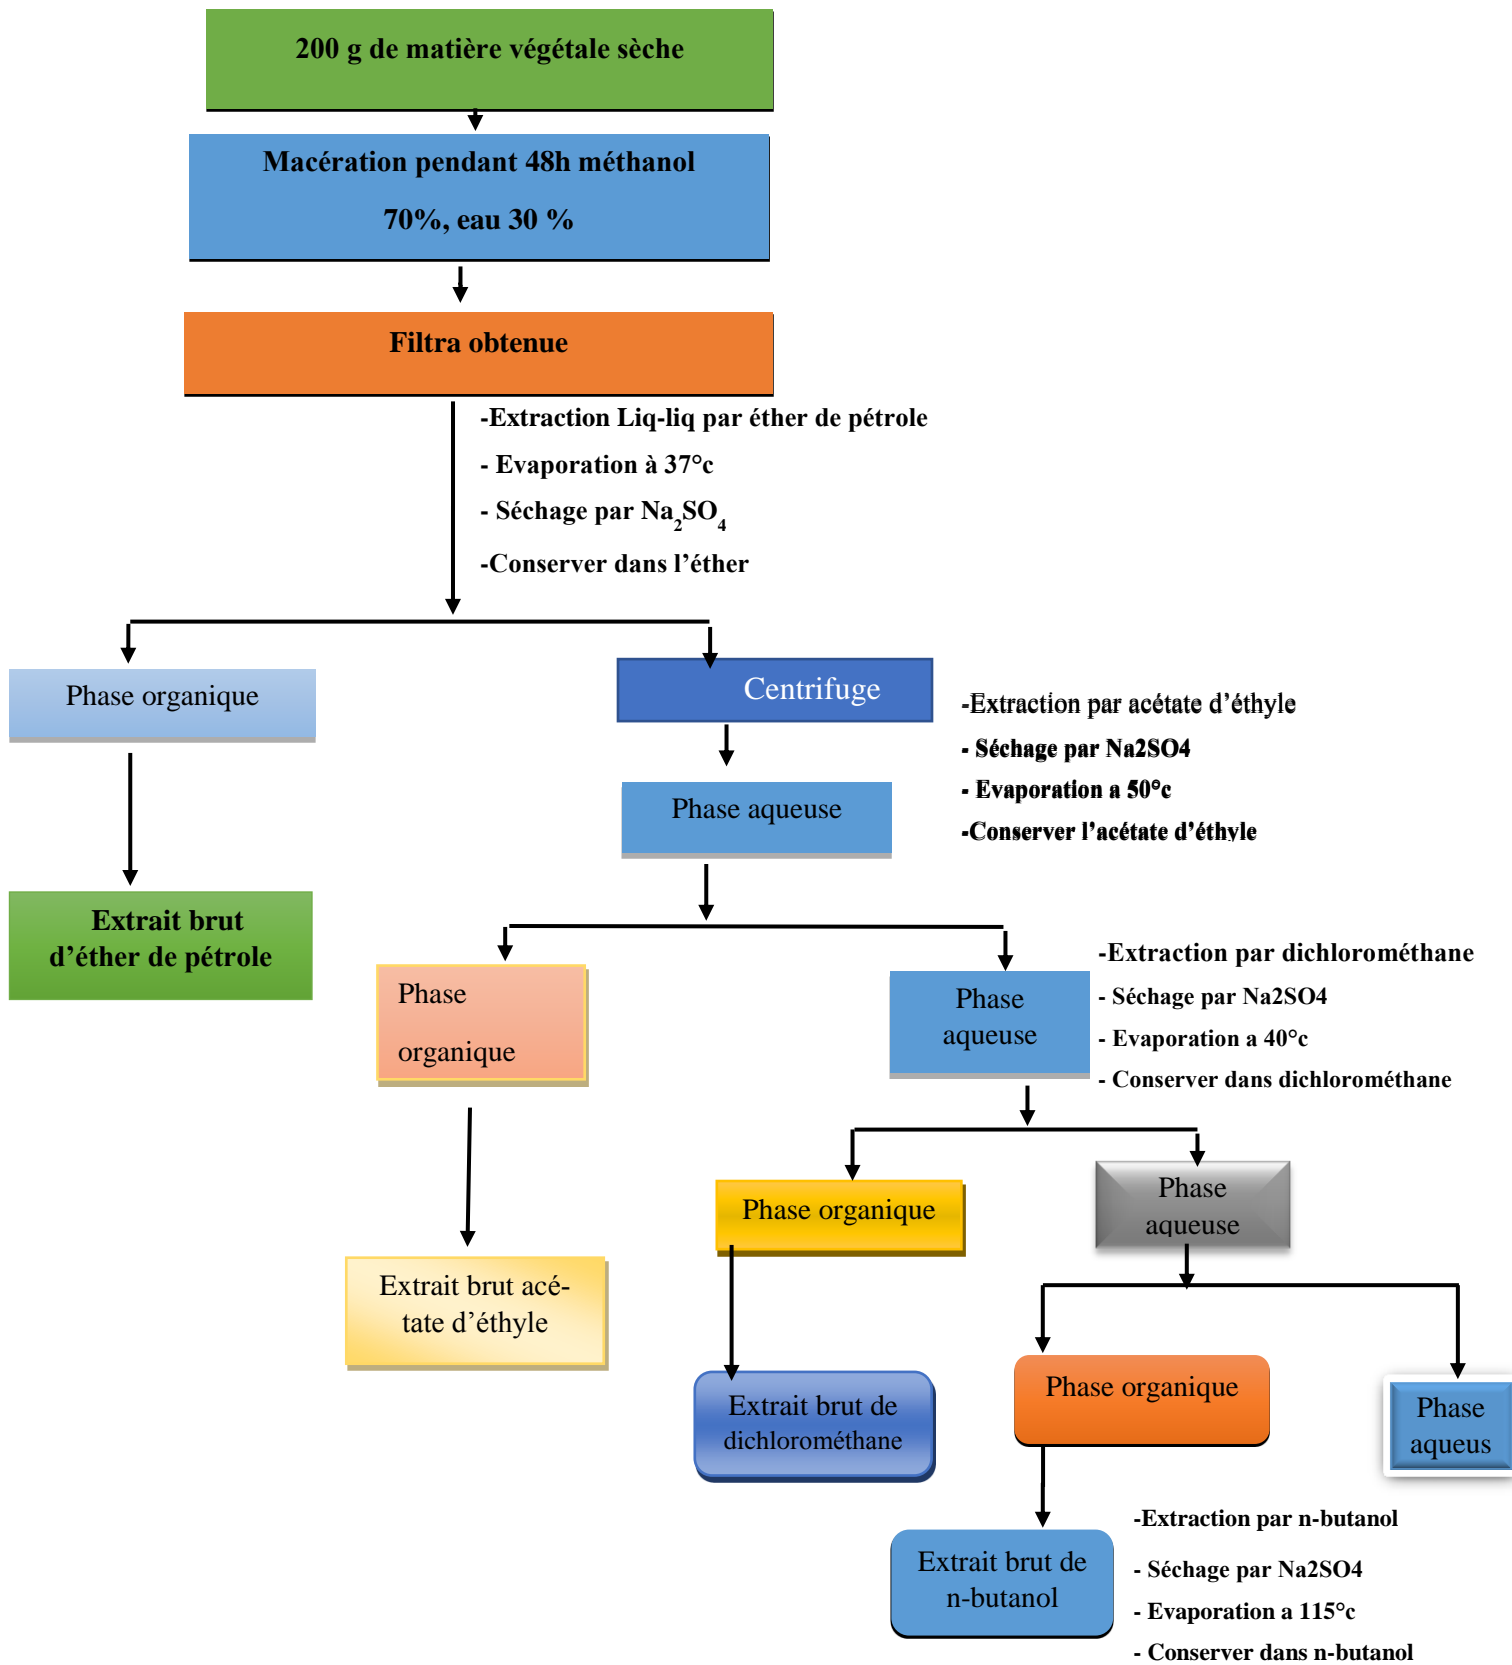 200 g de matière végétale sèche
Macération pendant 48h méthanol
70%, eau 30 %
Filtra obtenue
-Extraction Liq-liq par éther de pétrole
- Evaporation à 37°c
- Séchage par Na₂SO₄
-Conserver dans l’éther
Phase organique
Centrifuge
-Extraction par acétate d’éthyle
- Séchage par Na2SO4
- Evaporation a 50°c
-Conserver l’acétate d’éthyle
Phase aqueuse
Extrait brut
d’éther de pétrole
Phase
organique
Phase
aqueuse
-Extraction par dichlorométhane
- Séchage par Na2SO4
- Evaporation a 40°c
- Conserver dans dichlorométhane
Phase organique
Phase
aqueuse
Extrait brut acé-
tate d’éthyle
Extrait brut de
dichlorométhane
Phase organique
Phase
aqueus
Extrait brut de
n-butanol
-Extraction par n-butanol
- Séchage par Na2SO4
- Evaporation a 115°c
- Conserver dans n-butanol